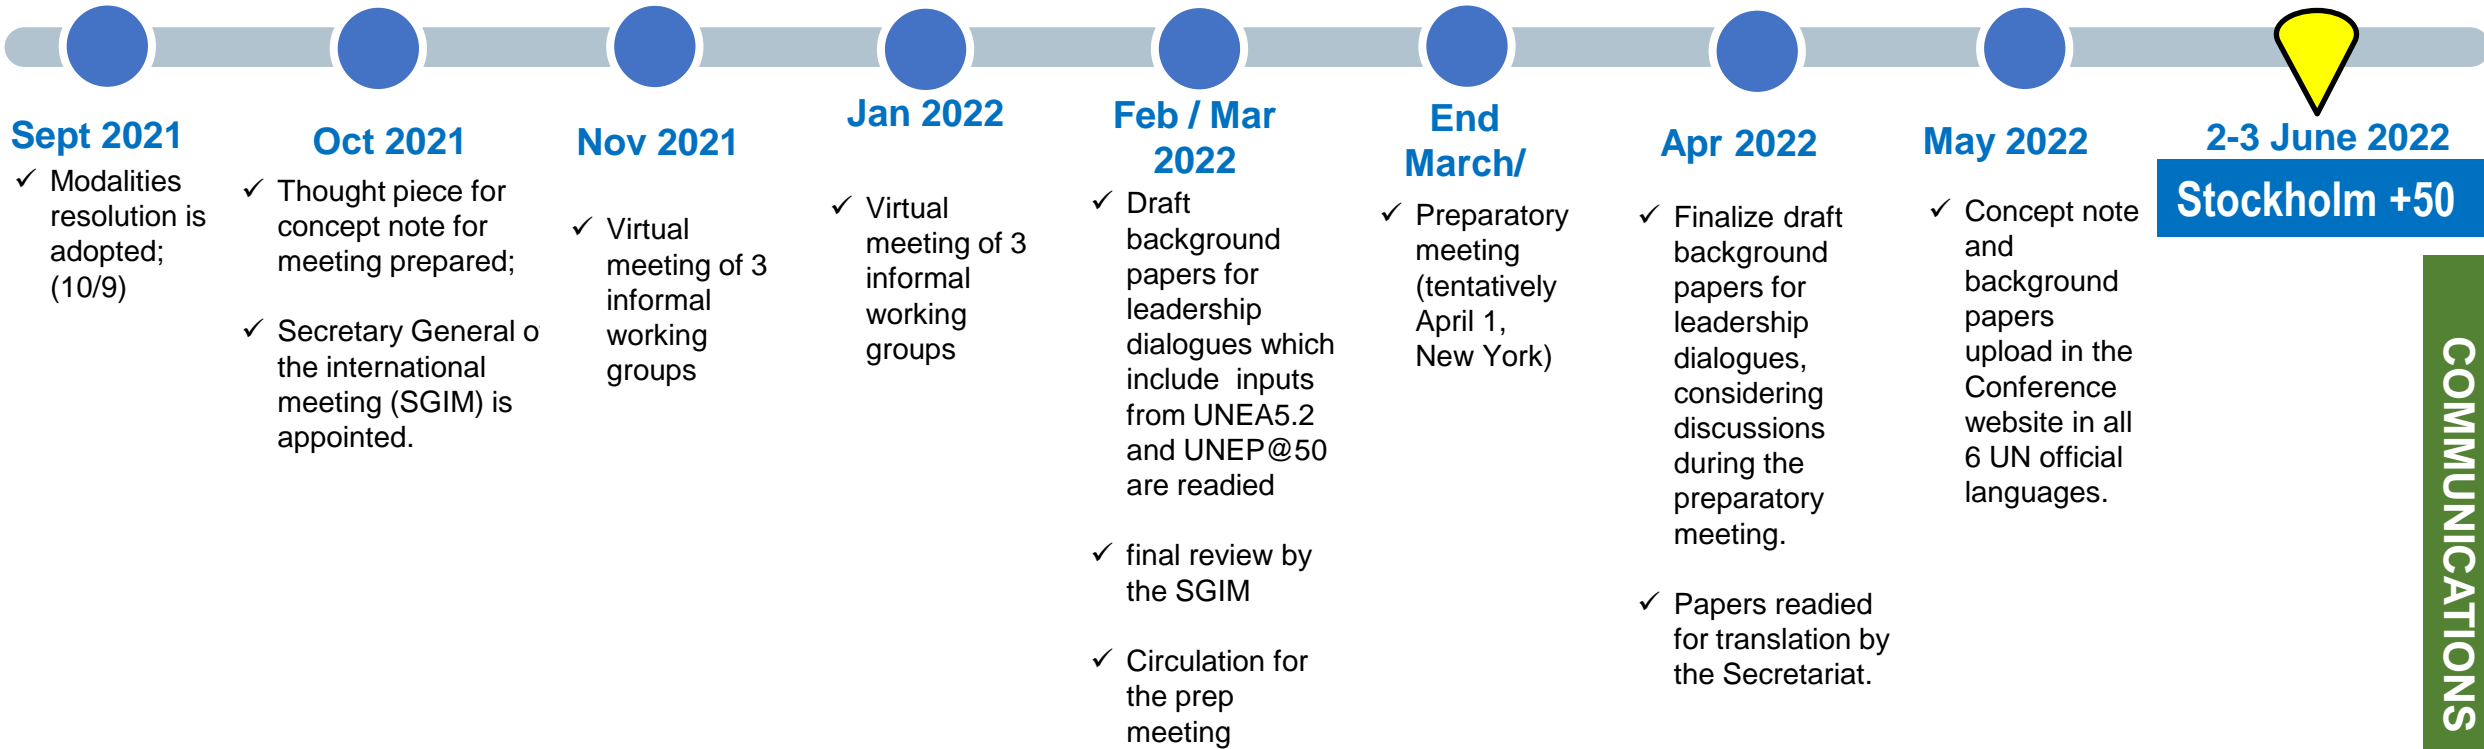 Sept 2021
✓ Modalities
resolution is
adopted;
(10/9)
Oct 2021
✓ Thought piece for
concept note for
meeting prepared;
✓ Secretary General o
the international
meeting (SGIM) is
appointed.
Nov 2021
✓ Virtual
meeting of 3
informal
working
groups
Jan 2022
✓ Virtual
meeting of 3
informal
working
groups
Feb / Mar
2022
✓ Draft
background
papers for
leadership
dialogues which
include inputs
from UNEA5.2
and UNEP@50
are readied
✓ final review by
the SGIM
✓ Circulation for
the prep
meeting
End
March/
✓ Preparatory
meeting
(tentatively
April 1,
New York)
Apr 2022
✓ Finalize draft
background
papers for
leadership
dialogues,
considering
discussions
during the
preparatory
meeting.
✓ Papers readied
for translation by
the Secretariat.
May 2022
✓ Concept note
and
background
papers
upload in the
Conference
website in all
6 UN official
languages.
2-3 June 2022
Stockholm +50
COMMUNICATIONS